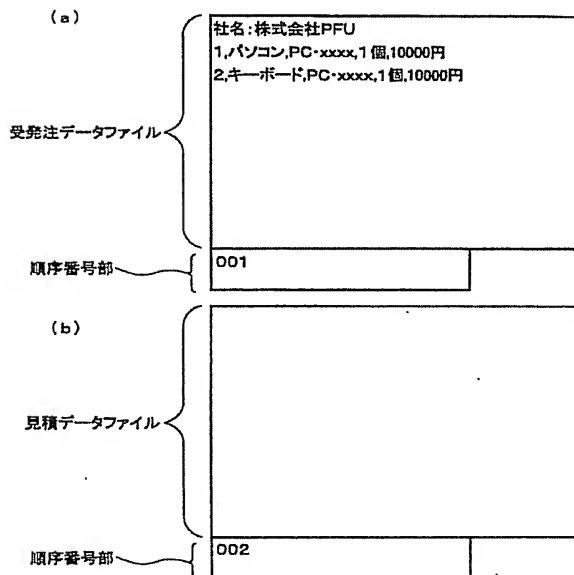 (a)
社名:株式会社PFU
1,パソコン,PC・xxxx,1個,10000円
2,キーボード,PC・xxxx,1個,10000円
受発注データファイル
順序番号部
001
(b)
見積データファイル
順序番号部
002